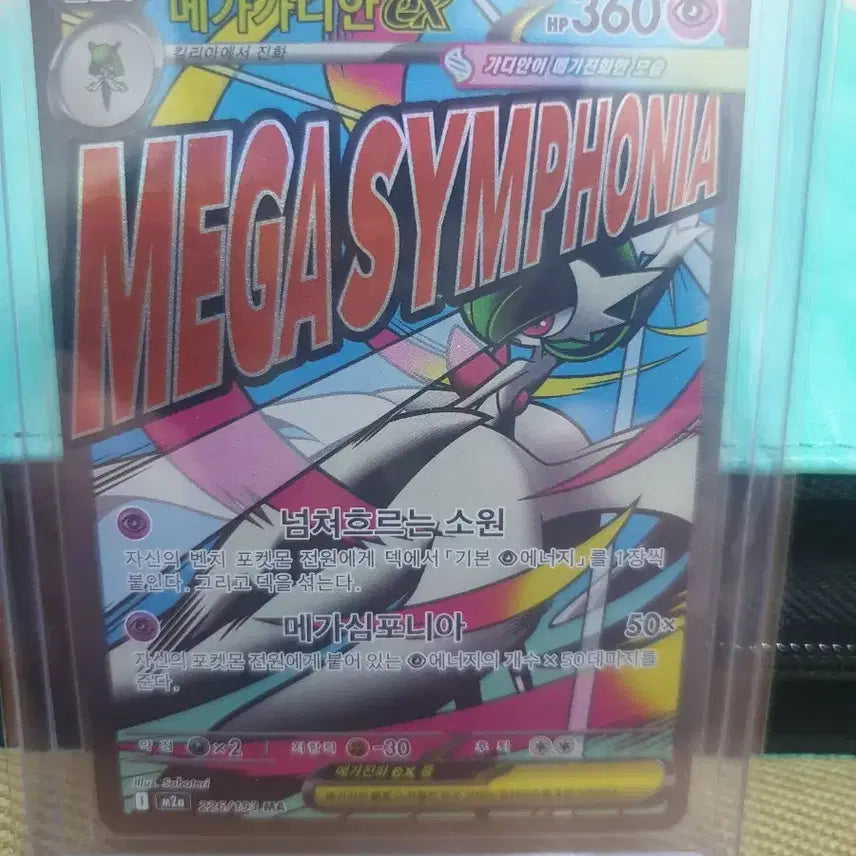 메가가디안ex HP 360
킬리아에서 진화
가디안이 메가진화한 모습
MEGA SYMPHONIA
넘쳐흐르는 소원
자신의 벤치 포켓몬 전원에게 덱에서 「기본 에너지」를 1장씩
붙인다. 그리고 덱을 섞는다.
메가심포니아 50×
자신의 포켓몬 전원에게 붙어 있는 에너지의 개수 × 50데미지를
준다.
약점 ×2 저항력 -30 후퇴
메가진화 ex 룰
Illus. Saboteri
I m2a 226/193 MA